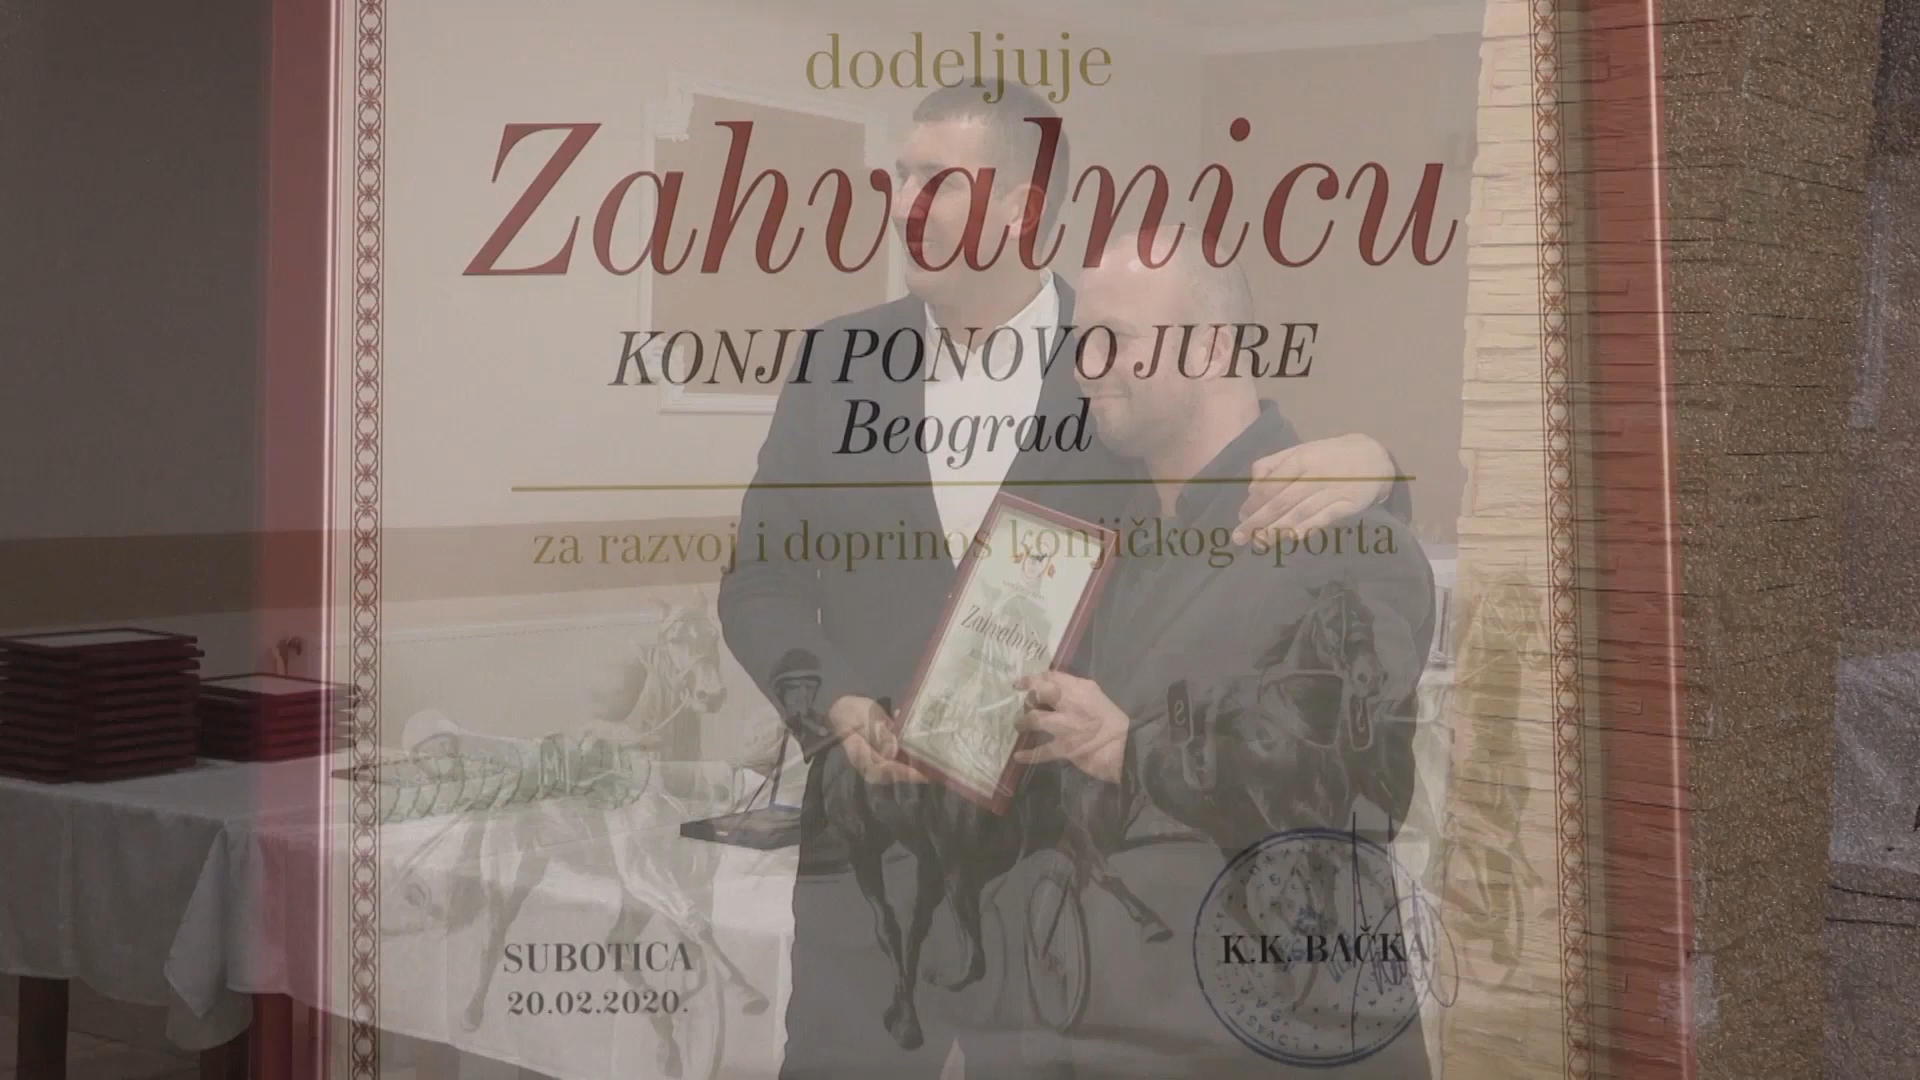 dodeljuje
Zahvalnicu
KONJI PONOVO JURE
Beograd
za razvoj i doprinos konjičkog sporta
Zahvalnicu
SUBOTICA
20.02.2020.
K.K. BAČKA